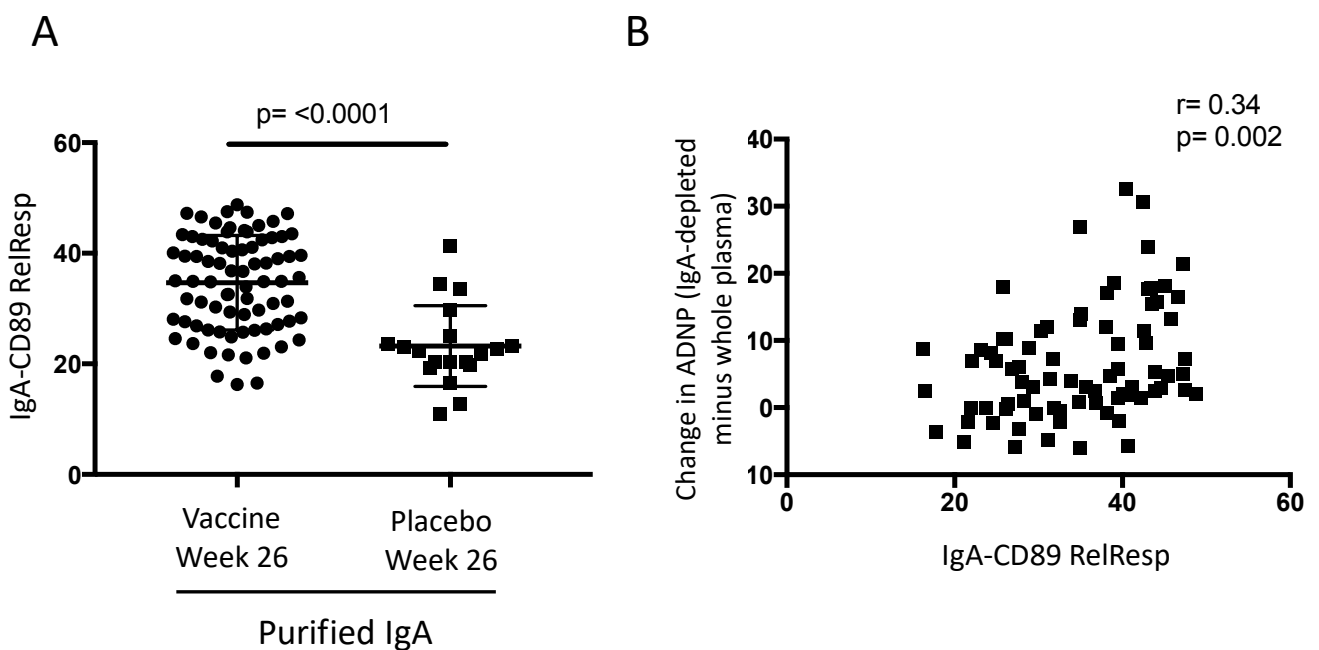 A
p= <0.0001
60
40
20
0
IgA-CD89 RelResp
Vaccine
Week 26
Placebo
Week 26
Purified IgA
B
r= 0.34
p= 0.002
Change in ADNP (IgA-depleted
minus whole plasma)
40
30
20
10
0
10
0
20
40
60
IgA-CD89 RelResp